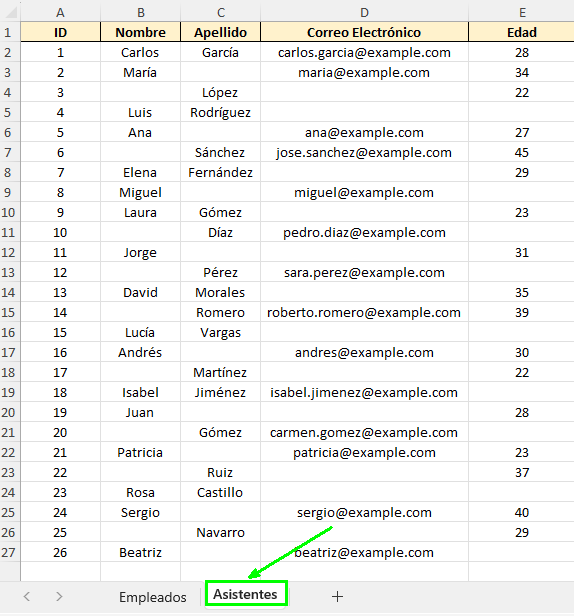 A B C D E
1 ID Nombre Apellido Correo Electrónico Edad
2 1 Carlos García carlos.garcia@example.com 28
3 2 María maria@example.com 34
4 3 López 22
5 4 Luis Rodríguez
6 5 Ana ana@example.com 27
7 6 Sánchez jose.sanchez@example.com 45
8 7 Elena Fernández 29
9 8 Miguel miguel@example.com
10 9 Laura Gómez 23
11 10 Díaz pedro.diaz@example.com
12 11 Jorge 31
13 12 Pérez sara.perez@example.com
14 13 David Morales 35
15 14 Romero roberto.romero@example.com 39
16 15 Lucía Vargas
17 16 Andrés andres@example.com 30
18 17 Martínez 22
19 18 Isabel Jiménez isabel.jimenez@example.com
20 19 Juan 28
21 20 Gómez carmen.gomez@example.com
22 21 Patricia patricia@example.com 23
23 22 Ruiz 37
24 23 Rosa Castillo
25 24 Sergio sergio@example.com 40
26 25 Navarro 29
27 26 Beatriz beatriz@example.com
Empleados Asistentes +